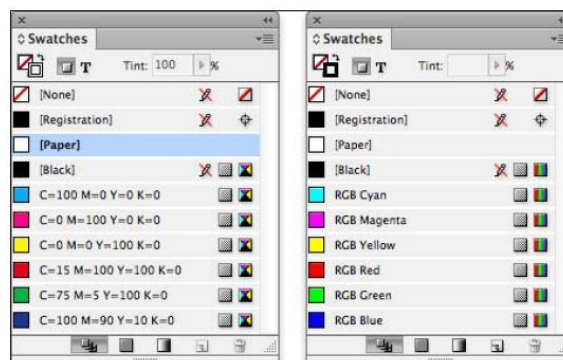 Swatches
T Tint: 100 %
[None]
[Registration]
[Paper]
[Black]
C=100 M=0 Y=0 K=0
C=0 M=100 Y=0 K=0
C=0 M=0 Y=100 K=0
C=15 M=100 Y=100 K=0
C=75 M=5 Y=100 K=0
C=100 M=90 Y=10 K=0
Swatches
T Tint: %
[None]
[Registration]
[Paper]
[Black]
RGB Cyan
RGB Magenta
RGB Yellow
RGB Red
RGB Green
RGB Blue